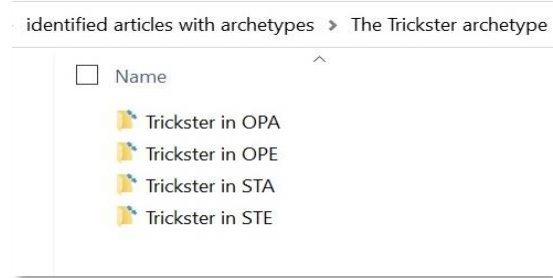 identified articles with archetypes > The Trickster archetype
Name
Trickster in OPA
Trickster in OPE
Trickster in STA
Trickster in STE